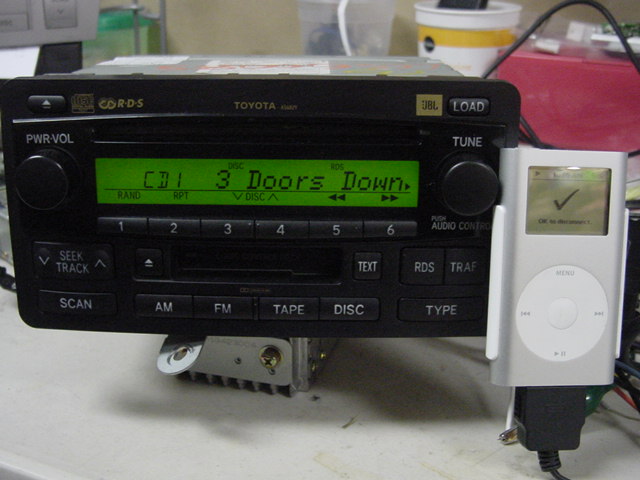 R·D·S
TOYOTA
JBL
LOAD
PWR·VOL
TUNE
DISC
RDS
CD1 3 Doors Down
RAND RPT DISC
1 2 3 4 5 6
PUSH
AUDIO CONTROL
SEEK
TRACK
TEXT
RDS
TRAF
SCAN
AM
FM
TAPE
DISC
TYPE
OK to disconnect.
MENU